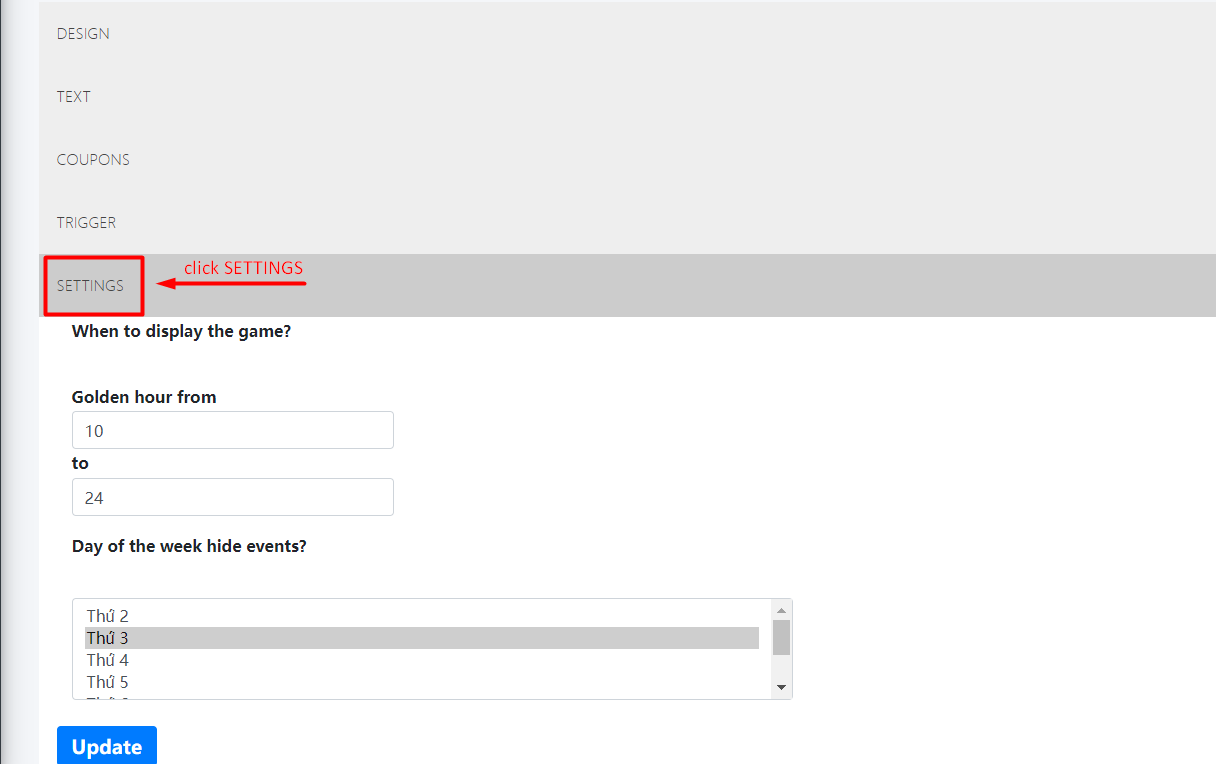 DESIGN
TEXT
COUPONS
TRIGGER
SETTINGS
click SETTINGS
When to display the game?
Golden hour from
10
to
24
Day of the week hide events?
Thứ 2
Thứ 3
Thứ 4
Thứ 5
Update